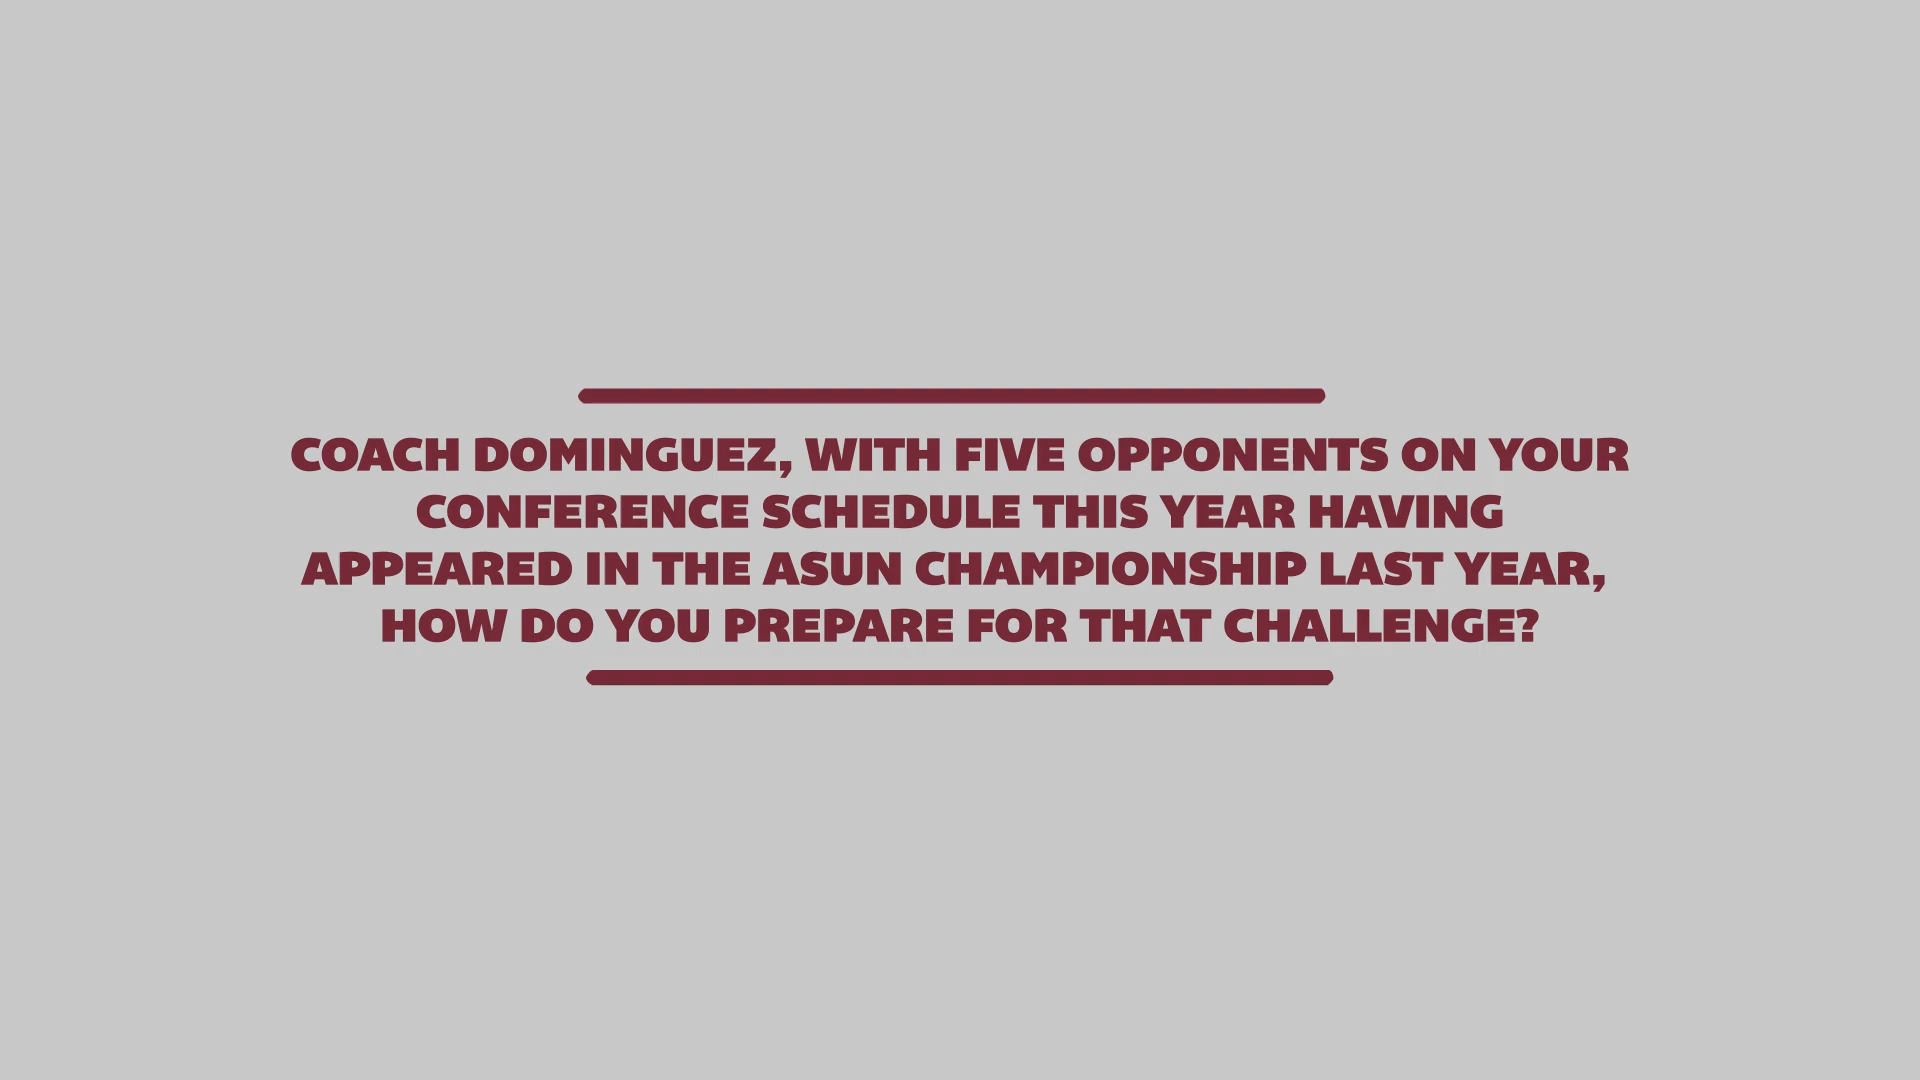 COACH DOMINGUEZ, WITH FIVE OPPONENTS ON YOUR
CONFERENCE SCHEDULE THIS YEAR HAVING
APPEARED IN THE ASUN CHAMPIONSHIP LAST YEAR,
HOW DO YOU PREPARE FOR THAT CHALLENGE?